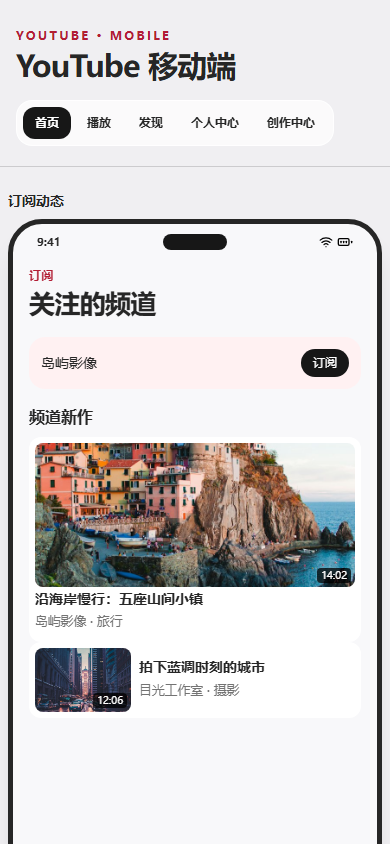 YOUTUBE • MOBILE
YouTube 移动端
首页 播放 发现 个人中心 创作中心
订阅动态
9:41
订阅
关注的频道
岛屿影像 订阅
频道新作
14:02
沿海岸慢行：五座山间小镇
岛屿影像 · 旅行
12:06
拍下蓝调时刻的城市
目光工作室 · 摄影